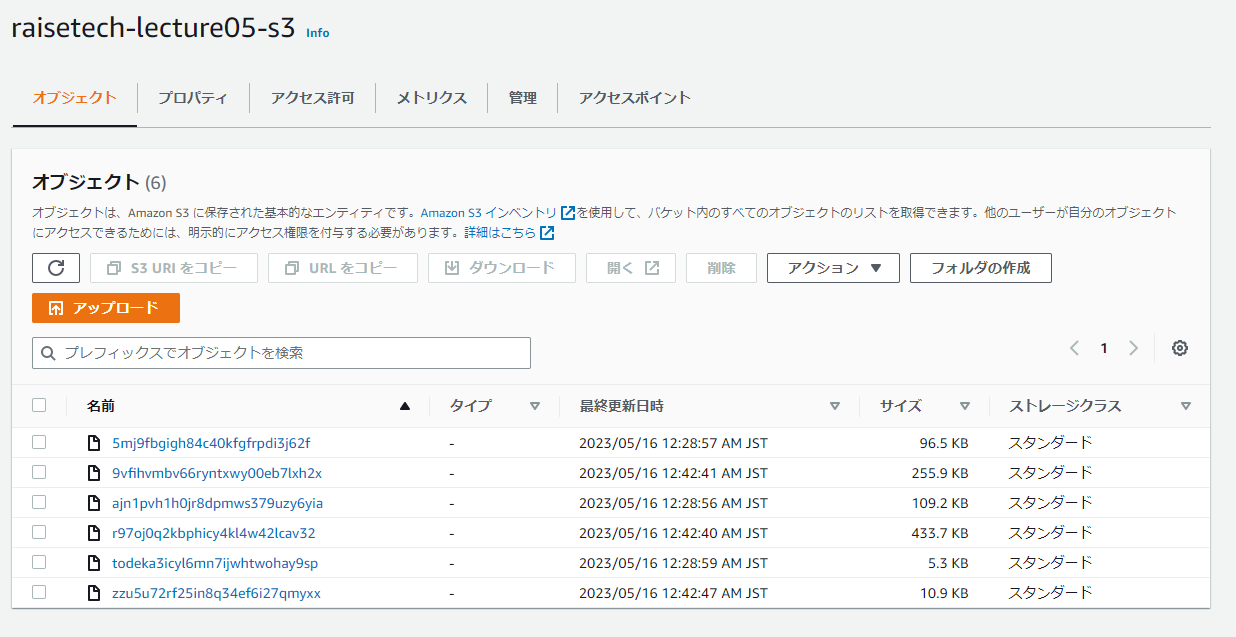 raisetech-lecture05-s3 Info
オブジェクト プロパティ アクセス許可 メトリクス 管理 アクセスポイント
オブジェクト (6)
オブジェクトは、Amazon S3 に保存された基本的なエンティティです。Amazon S3 インベントリ を使用して、バケット内のすべてのオブジェクトのリストを取得できます。他のユーザーが自分のオブジェクト
にアクセスできるためには、明示的にアクセス権限を付与する必要があります。詳細はこちら
S3 URI をコピー URL をコピー ダウンロード 開く 削除 アクション フォルダの作成
アップロード
プレフィックスでオブジェクトを検索 1
名前 タイプ 最終更新日時 サイズ ストレージクラス
5mj9fbgigh84c40kfgfrpdi3j62f - 2023/05/16 12:28:57 AM JST 96.5 KB スタンダード
9vfihvmbv66ryntxwy00eb7lxh2x - 2023/05/16 12:42:41 AM JST 255.9 KB スタンダード
ajn1pvh1h0jr8dpmws379uzy6yia - 2023/05/16 12:28:56 AM JST 109.2 KB スタンダード
r97oj0q2kbphicy4kl4w42lcav32 - 2023/05/16 12:42:40 AM JST 433.7 KB スタンダード
todeka3icyl6mn7ijwhtwohay9sp - 2023/05/16 12:28:59 AM JST 5.3 KB スタンダード
zzu5u72rf25in8q34ef6i27qmyxx - 2023/05/16 12:42:47 AM JST 10.9 KB スタンダード